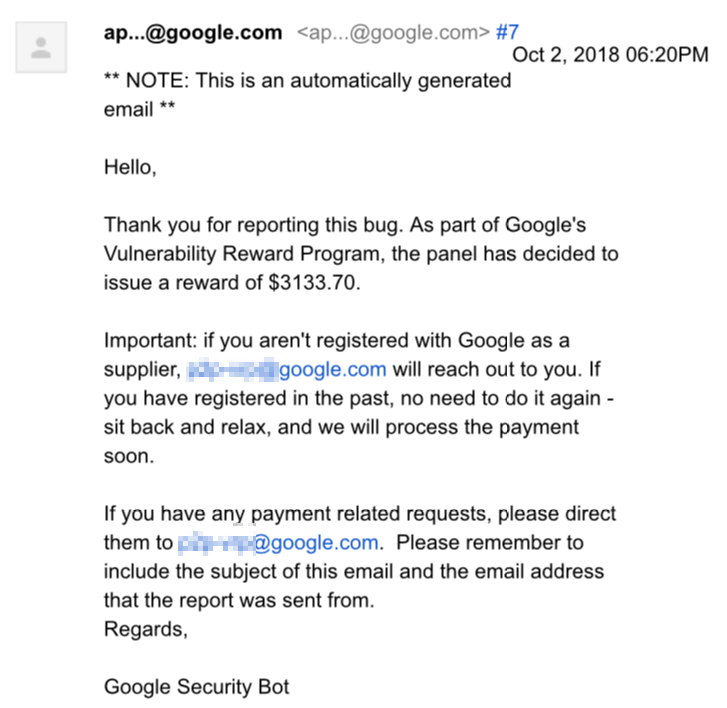 ap...@google.com <ap...@google.com> #7
Oct 2, 2018 06:20PM
** NOTE: This is an automatically generated
email **
Hello,
Thank you for reporting this bug. As part of Google's
Vulnerability Reward Program, the panel has decided to
issue a reward of $3133.70.
Important: if you aren't registered with Google as a
supplier, @google.com will reach out to you. If
you have registered in the past, no need to do it again -
sit back and relax, and we will process the payment
soon.
If you have any payment related requests, please direct
them to @google.com. Please remember to
include the subject of this email and the email address
that the report was sent from.
Regards,
Google Security Bot